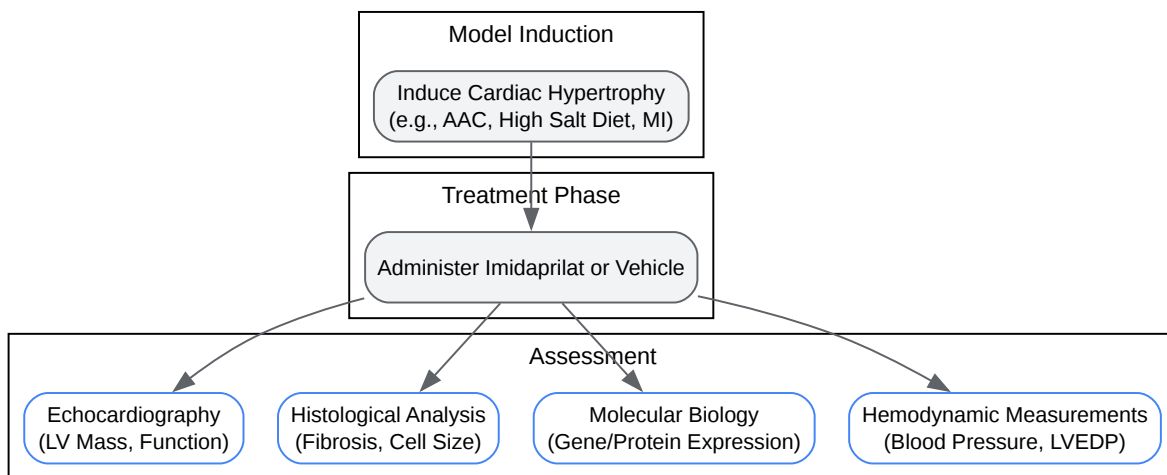 Model Induction
Induce Cardiac Hypertrophy
(e.g., AAC, High Salt Diet, MI)
Treatment Phase
Administer Imidaprilat or Vehicle
Assessment
Echocardiography
(LV Mass, Function)
Histological Analysis
(Fibrosis, Cell Size)
Molecular Biology
(Gene/Protein Expression)
Hemodynamic Measurements
(Blood Pressure, LVEDP)